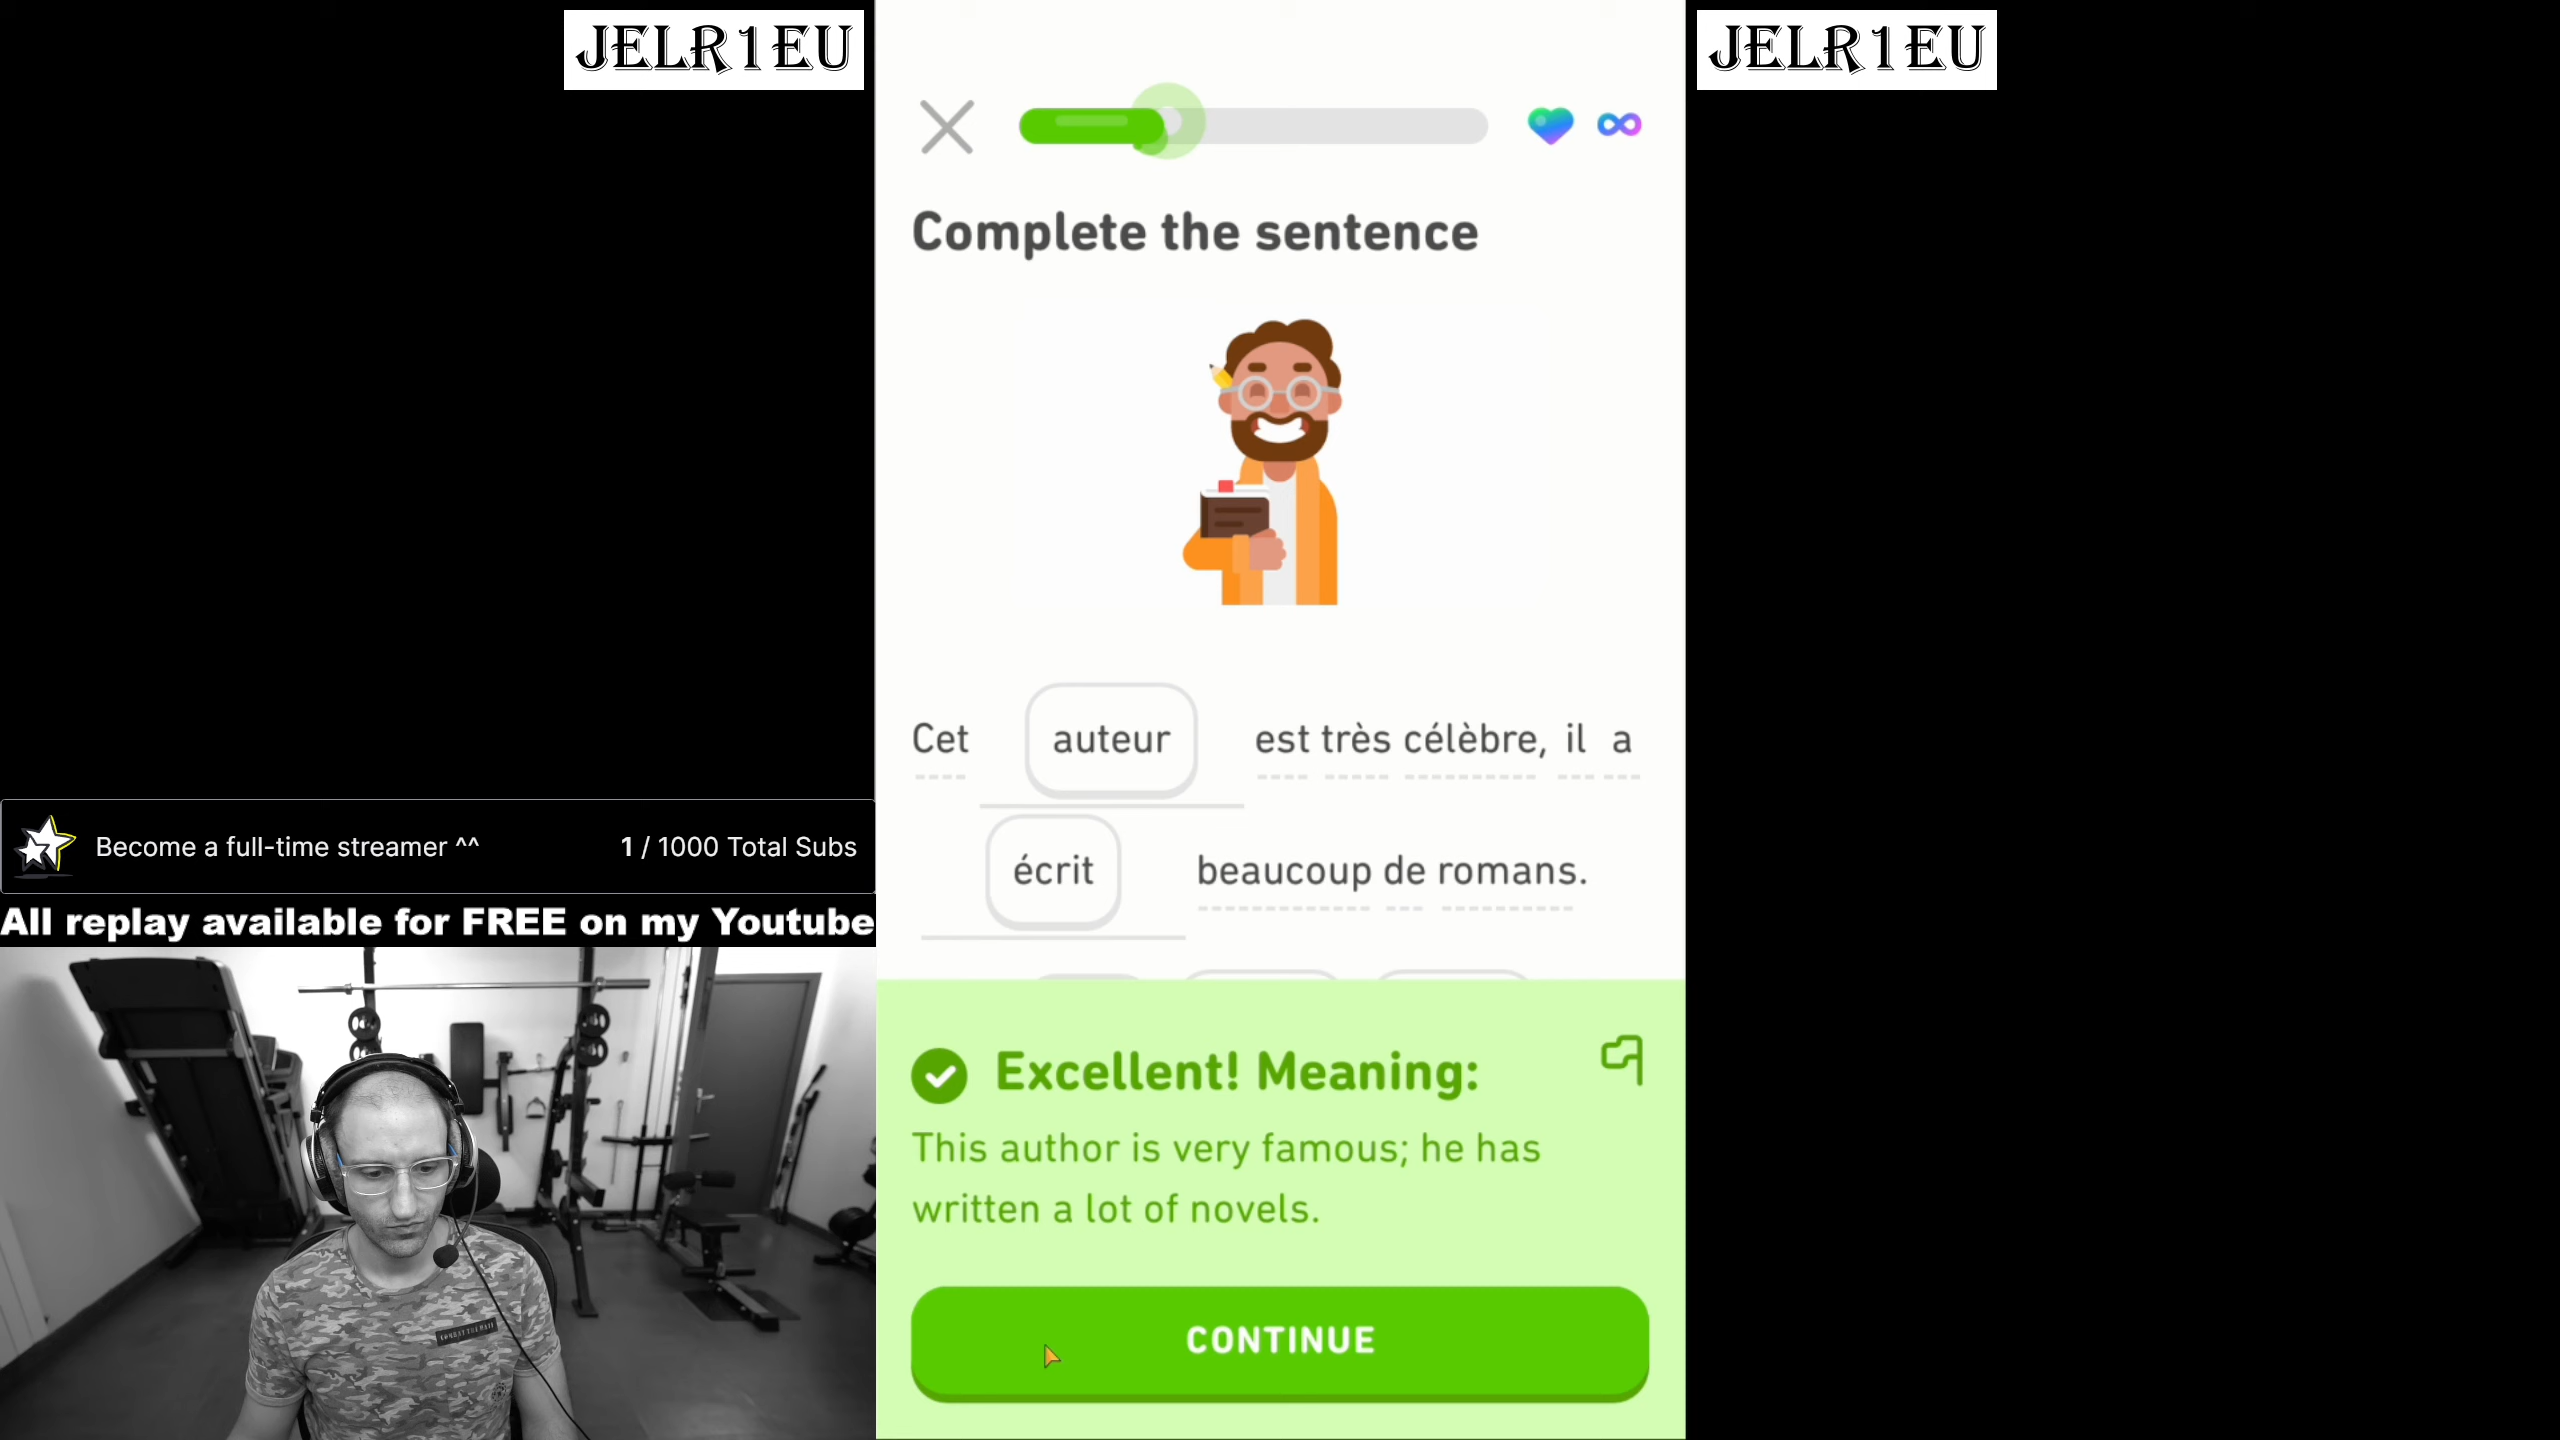 JELR1EU
JELR1EU
Complete the sentence
Cet auteur est très célèbre, il a
écrit beaucoup de romans.
Become a full-time streamer ^^ 1 / 1000 Total Subs
All replay available for FREE on my Youtube
Excellent! Meaning:
This author is very famous; he has
written a lot of novels.
CONTINUE